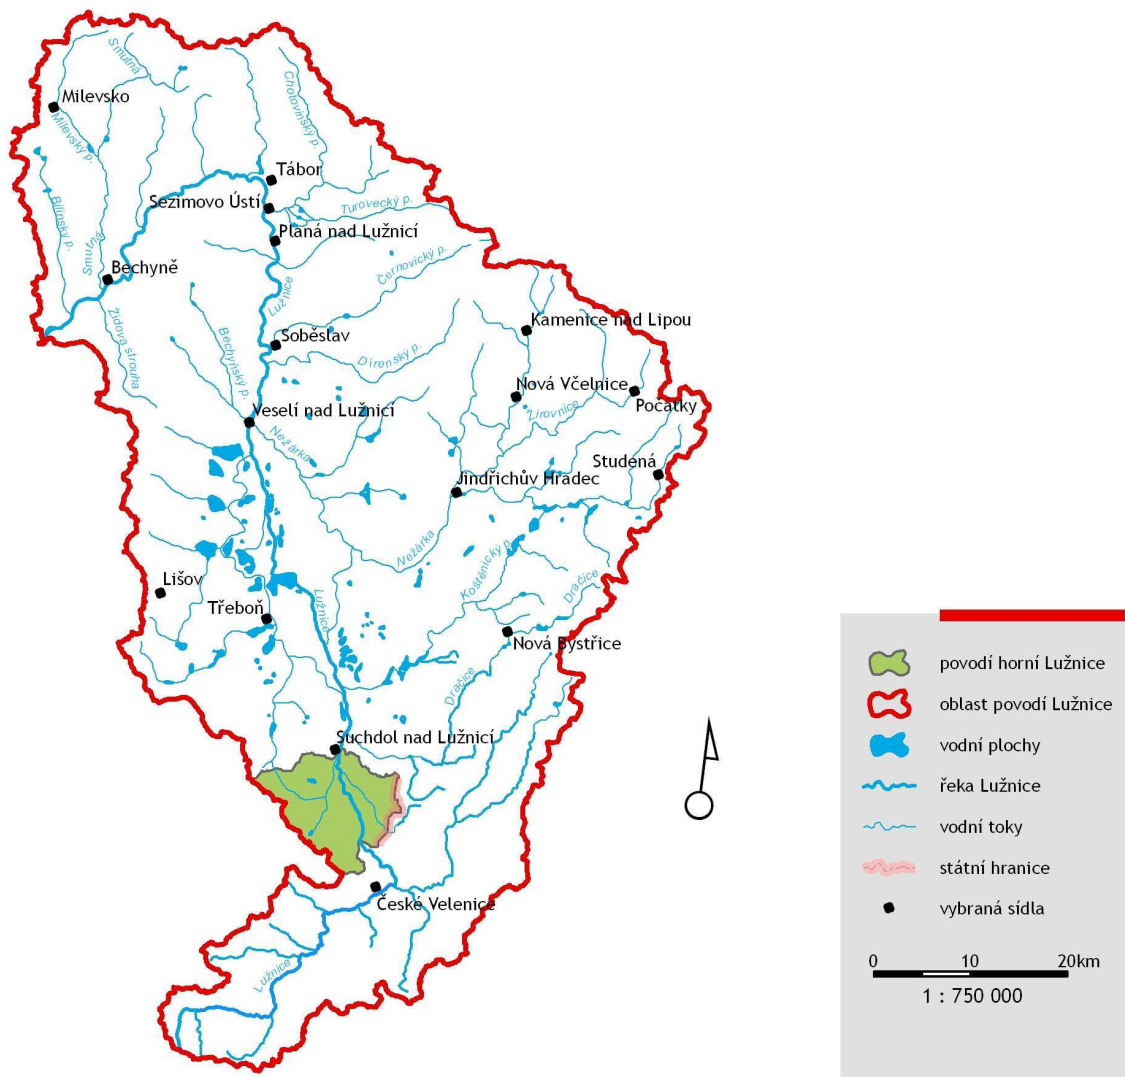 Smutná
Chotovinský p.
Milevsko
Milevský p.
Tábor
Sezimovo Ústí
Turovecký p.
Bilinský p.
Planá nad Lužnicí
Smutná
Černovický p.
Bechyně
Lužnice
Židova strouha
Bechyňský p.
Soběslav
Kamenice nad Lipou
Dírenský p.
Nová Včelnice
Žirovnice
Počátky
Veselí nad Lužnicí
Nežárka
Studená
Jindřichův Hradec
Nežárka
Koštěnický p.
Dračice
Lišov
Třeboň
Lužnice
Nová Bystřice
Dračice
Suchdol nad Lužnicí
České Velenice
Lužnice
povodí horní Lužnice
oblast povodí Lužnice
vodní plochy
řeka Lužnice
vodní toky
státní hranice
vybraná sídla
0 10 20km
1 : 750 000